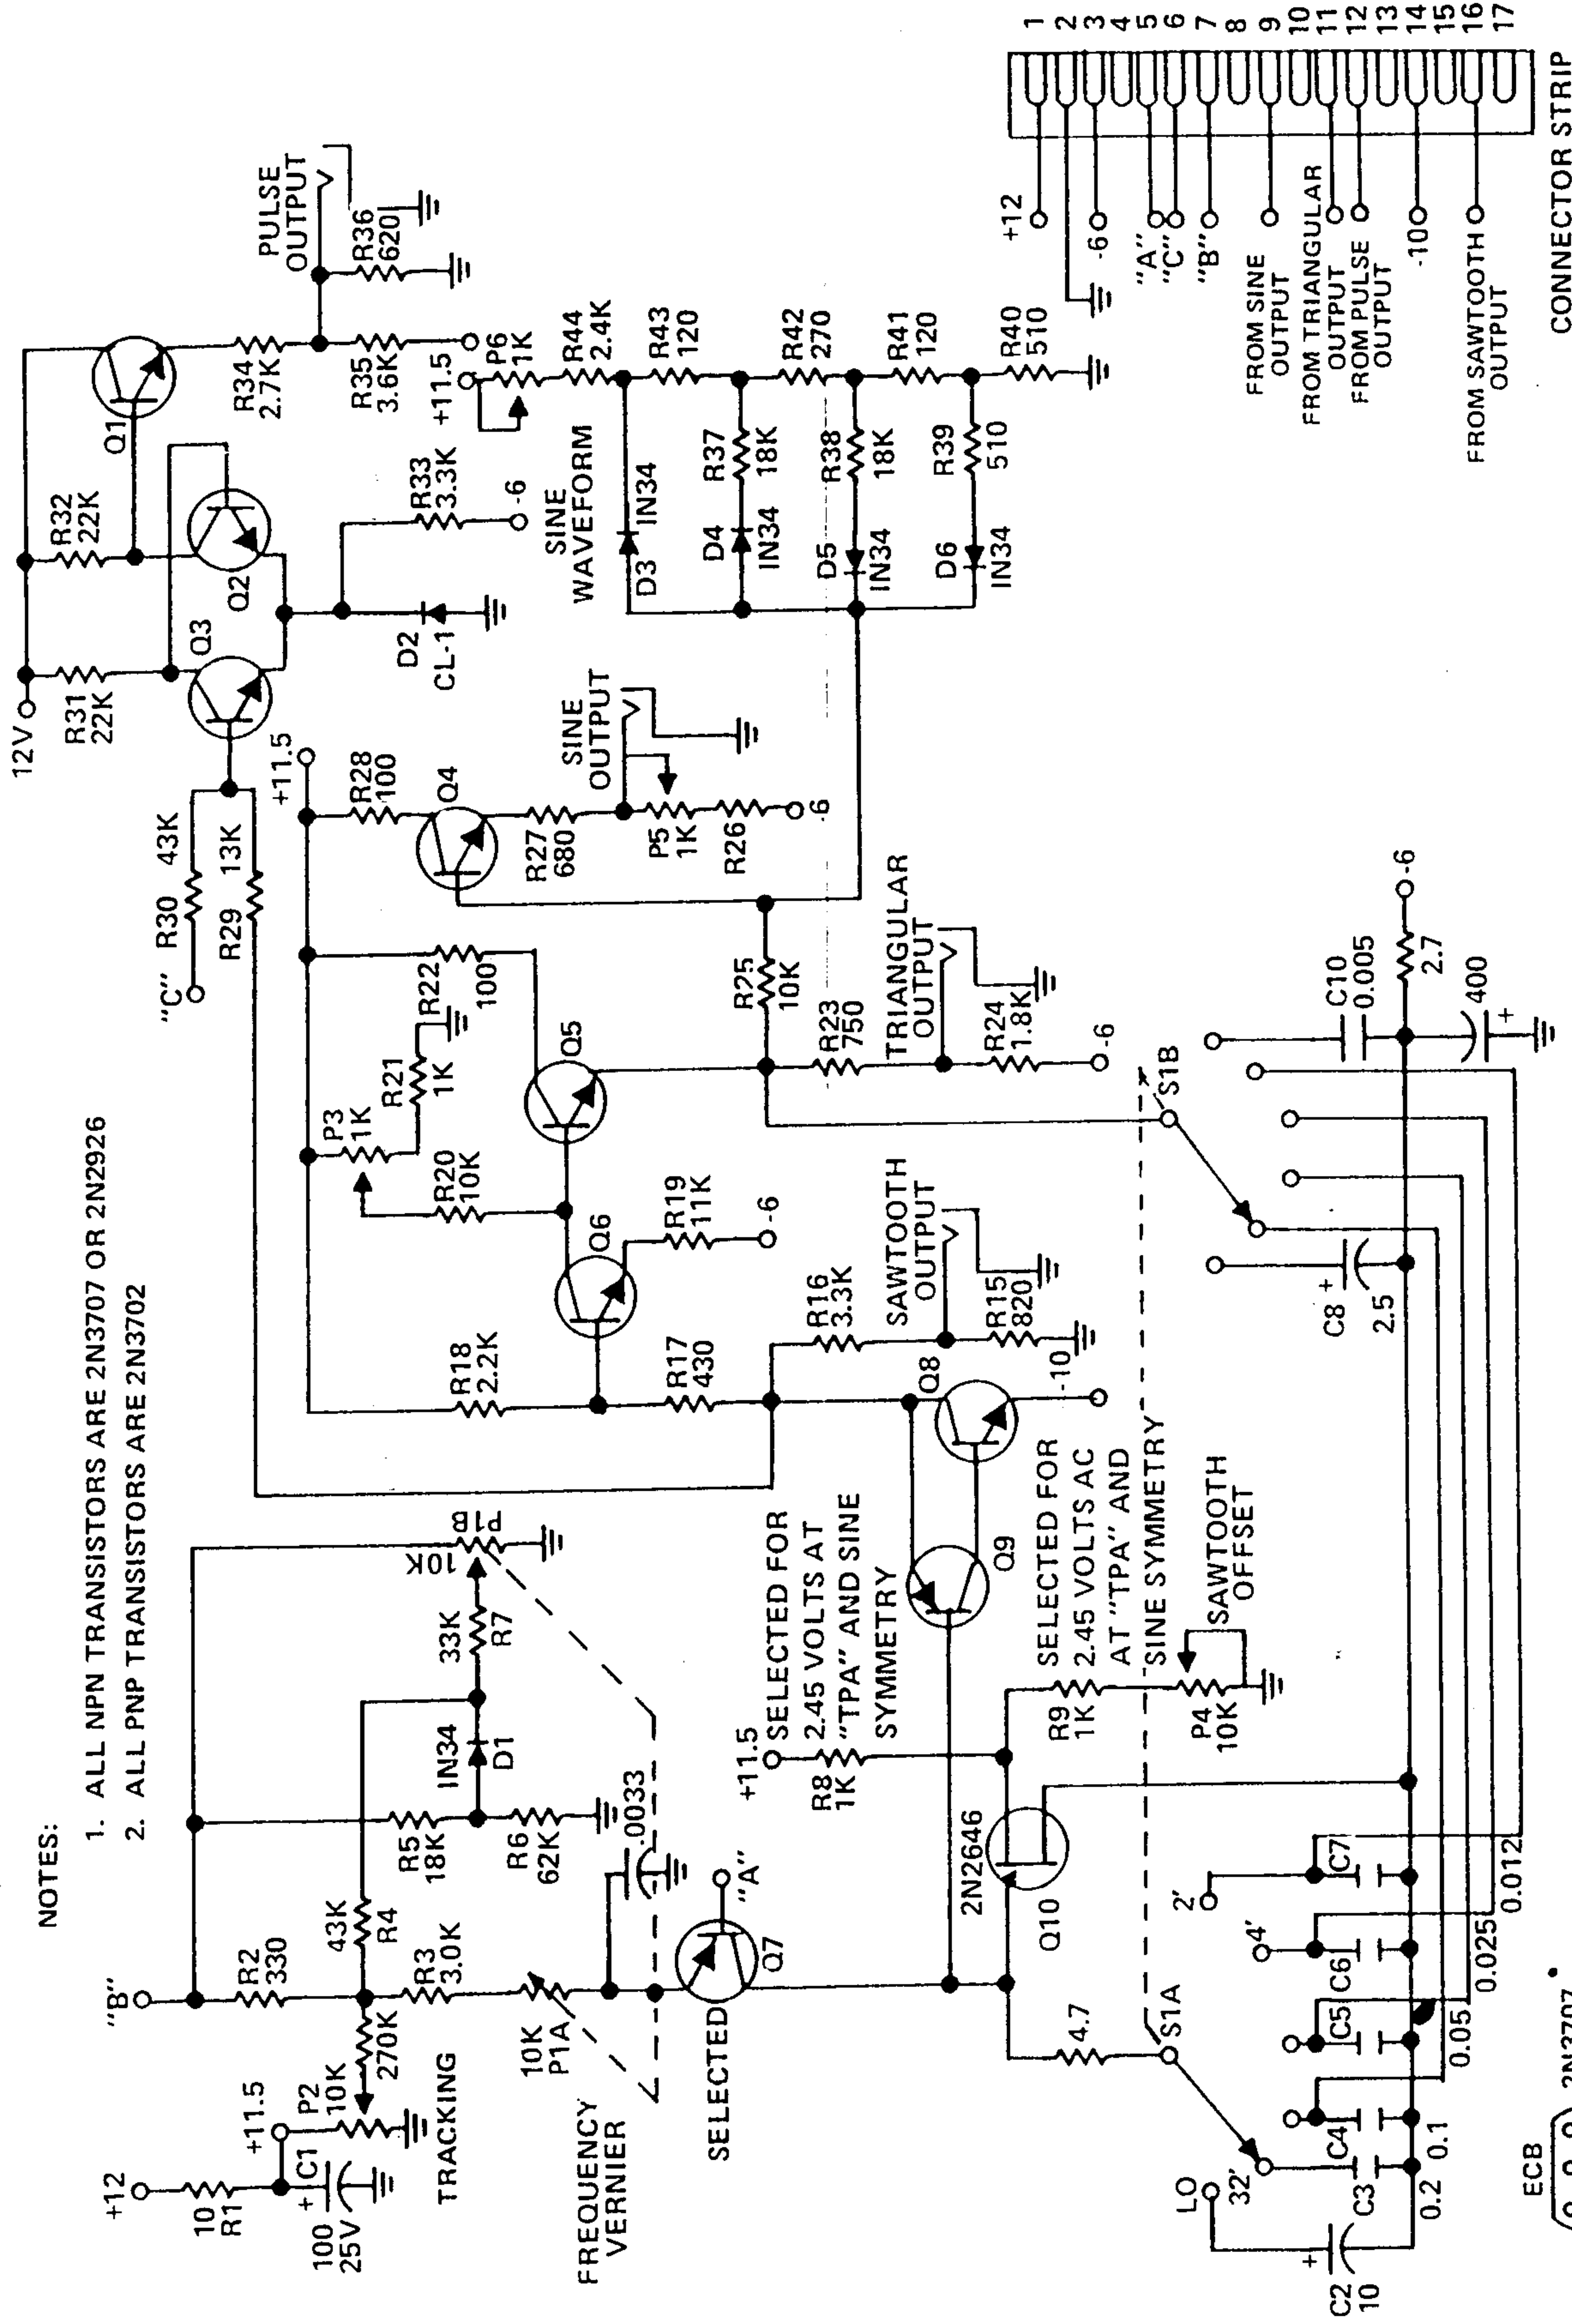 NOTES:
1. ALL NPN TRANSISTORS ARE 2N3707 OR 2N2926
2. ALL PNP TRANSISTORS ARE 2N3702
+12
10
R1
+11.5
100
25V
+
C1
P2
10K
TRACKING
270K
"B"
R2
330
43K
R4
R3
3.0K
10K
P1A
FREQUENCY
VERNIER
R5
18K
R6
62K
IN34
D1
33K
R7
10K
P1B
.0033
"A"
Q7
SELECTED
"C"
R30
43K
R29
13K
12V
R31
22K
R32
22K
Q3
Q2
Q1
R34
2.7K
R35
3.6K
+11.5
PULSE
OUTPUT
R36
620
D2
CL-1
R33
3.3K
-6
+11.5
R28
100
Q4
R27
680
P5
1K
R26
-6
SINE
OUTPUT
SINE
WAVEFORM
P6
1K
R44
2.4K
R43
120
R42
270
R41
120
R40
510
D3
IN34
D4
IN34
R37
18K
D5
IN34
R38
18K
D6
IN34
R39
510
R22
100
P3
1K
R21
1K
R20
10K
Q5
Q6
R19
11K
-6
R18
2.2K
R17
430
R25
10K
R23
750
TRIANGULAR
OUTPUT
R24
1.8K
-6
R16
3.3K
SAWTOOTH
OUTPUT
R15
820
Q8
-10
Q9
SELECTED FOR
2.45 VOLTS AT
"TPA" AND SINE
SYMMETRY
+11.5
R8
1K
SELECTED FOR
2.45 VOLTS AC
AT "TPA" AND
SINE SYMMETRY
R9
1K
P4
10K
SAWTOOTH
OFFSET
2N2646
Q10
4.7
S1A
S1B
LO
32'
4'
2'
C2
10
+
C3
0.2
C4
0.1
C5
0.05
C6
0.025
C7
0.012
C8
+
2.5
C10
0.005
400
+
2.7
-6
+12
-6
"A"
"C"
"B"
FROM SINE
OUTPUT
FROM TRIANGULAR
OUTPUT
FROM PULSE
OUTPUT
-10
FROM SAWTOOTH
OUTPUT
1
2
3
4
5
6
7
8
9
10
11
12
13
14
15
16
17
CONNECTOR STRIP
ECB
2N3707